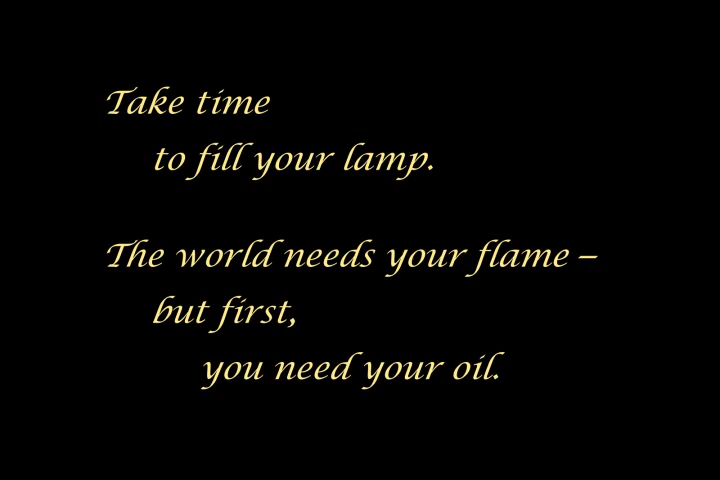 Take time
to fill your lamp.
The world needs your flame –
but first,
you need your oil.